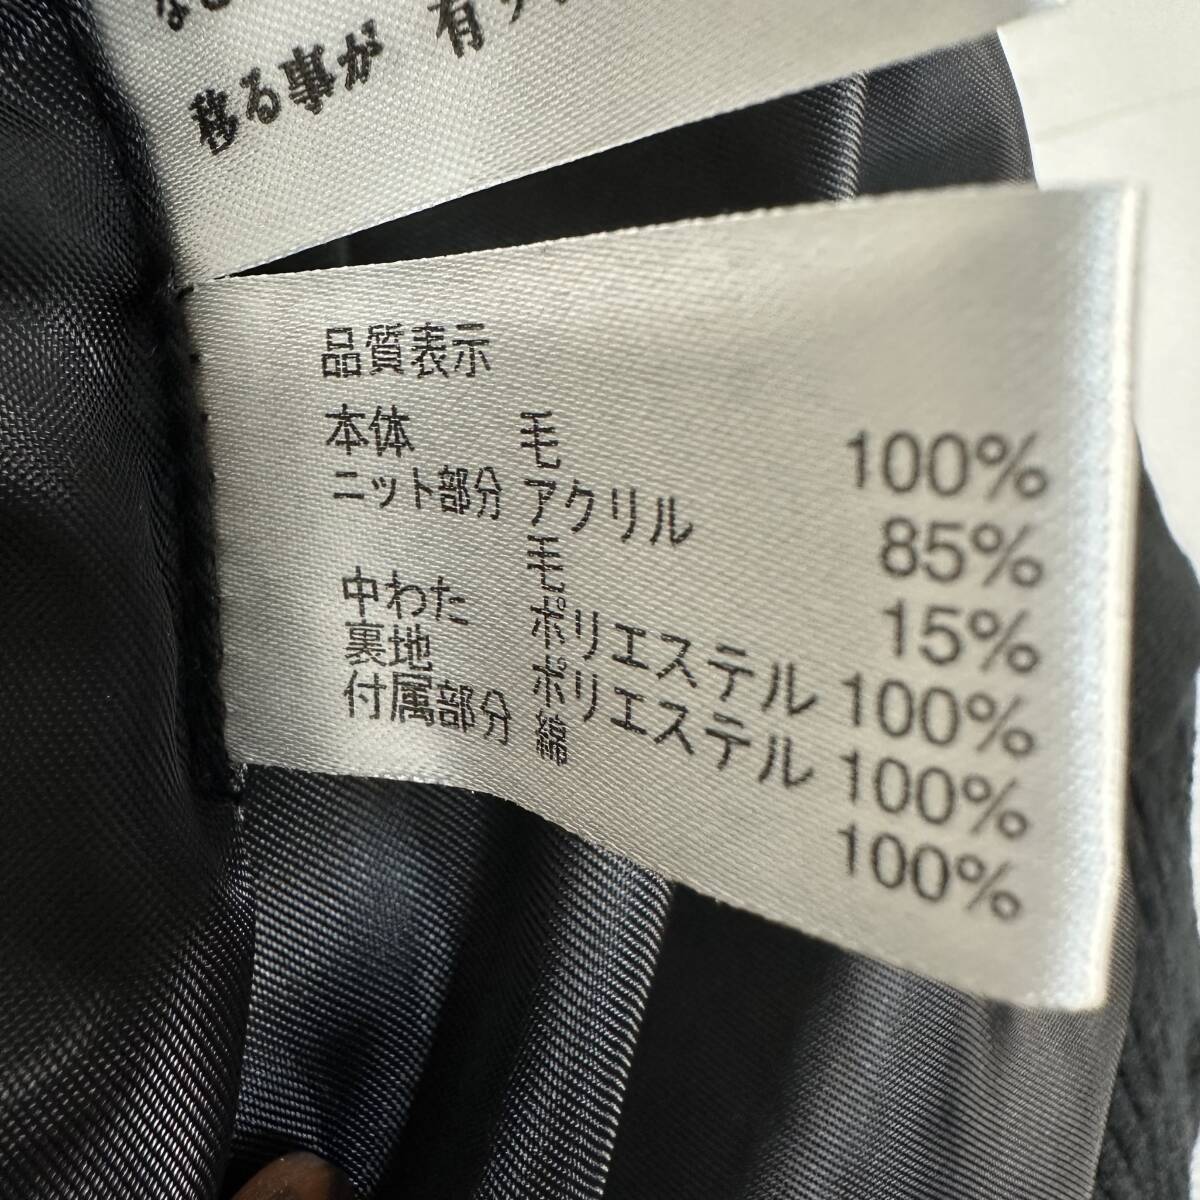 移る事が 有
品質表示
本体 毛 100%
ニット部分 アクリル 85%
毛 15%
中わた ポリエステル 100%
裏地 ポリエステル 100%
付属部分 綿 100%